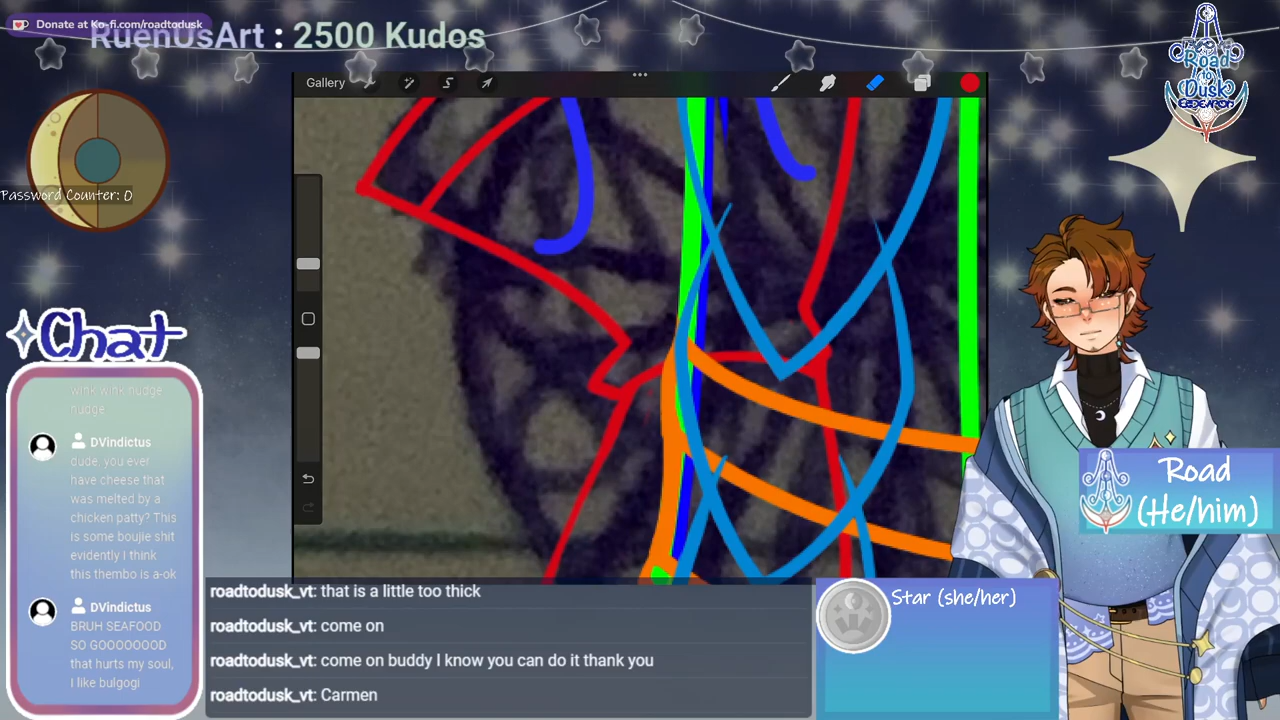 Donate at Ko-fi.com/roadtodusk
RuenUsArt : 2500 Kudos
Road
to
Dusk
Gallery
Password Counter: 0
Chat
wink wink nudge
nudge
DVindictus
dude, you ever
have cheese that
was melted by a
chicken patty? This
is some boujie shit
evidently I think
this thembo is a-ok
DVindictus
BRUH SEAFOOD
SO GOOOOOOOD
that hurts my soul,
I like bulgogi
roadtodusk_vt: that is a little too thick
roadtodusk_vt: come on
roadtodusk_vt: come on buddy I know you can do it thank you
roadtodusk_vt: Carmen
Star (she/her)
Road
(He/him)